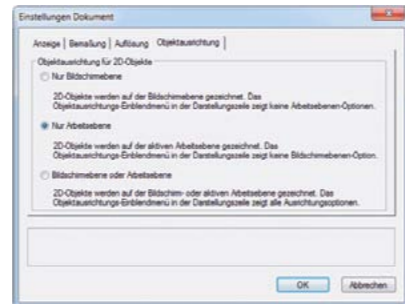 Einstellungen Dokument
Anzeige | Bemaßung | Auflösung | Objektausrichtung
Objektausrichtung für 2D-Objekte
Nur Bildschirmebene
2D-Objekte werden auf der Bildschirmebene gezeichnet. Das
Objektausrichtungs-Einblendmenü in der Darstellungszeile zeigt keine Arbeitsebenen-Optionen.
Nur Arbeitsebene
2D-Objekte werden auf der aktiven Arbeitsebene gezeichnet. Das
Objektausrichtungs-Einblendmenü in der Darstellungszeile zeigt keine Bildschirmebenen-Option.
Bildschirmebene oder Arbeitsebene
2D-Objekte werden auf der Bildschirm- oder aktiven Arbeitsebene gezeichnet. Das
Objektausrichtungs-Einblendmenü in der Darstellungszeile zeigt alle Ausrichtungsoptionen.
OK Abbrechen